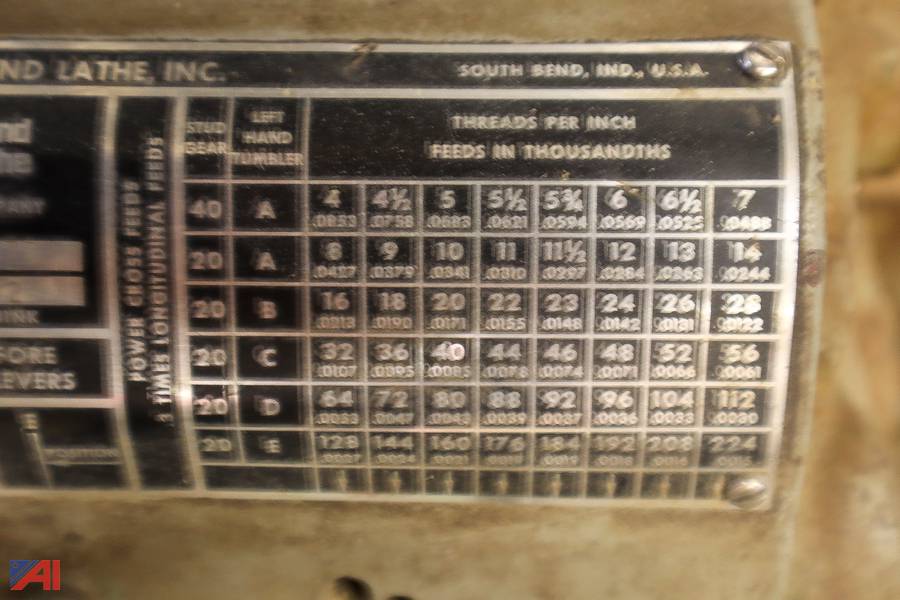 ND LATHE, INC. SOUTH BEND, IND., U.S.A.
STUD GEAR LEFT HAND TUMBLER THREADS PER INCH
FEEDS IN THOUSANDTHS
POWER CROSS FEEDS
TIMES LONGITUDINAL FEEDS
40 A 4 4½ 5 5½ 5¾ 6 6½ 7
.0853 .0758 .0683 .0621 .0594 .0569 .0525 .0488
20 A 8 9 10 11 11½ 12 13 14
.0427 .0379 .0341 .0310 .0297 .0284 .0263 .0244
20 B 16 18 20 22 23 24 26 28
.0213 .0190 .0171 .0155 .0148 .0142 .0131 .0122
20 C 32 36 40 44 46 48 52 56
.0107 .0095 .0085 .0078 .0074 .0071 .0066 .0061
20 D 64 72 80 88 92 96 104 112
.0053 .0047 .0043 .0039 .0037 .0036 .0033 .0030
20 E 128 144 160 176 184 192 208 224
FORE
LEVERS
AI